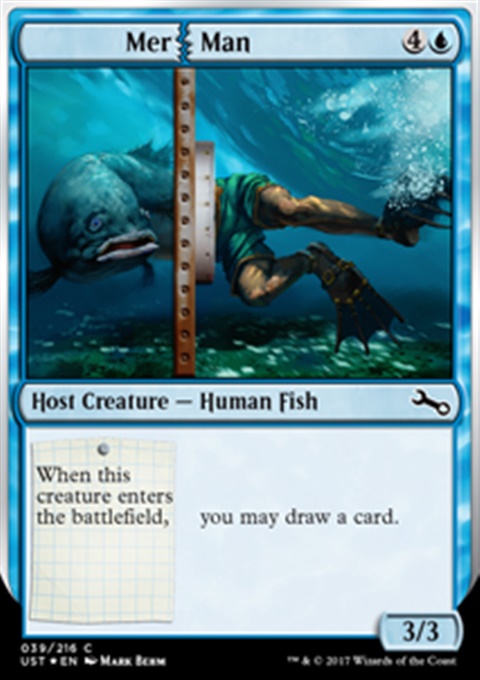 Mer Man 4
Host Creature — Human Fish
When this
creature enters
the battlefield,
you may draw a card.
3/3
039/216 C
UST ★ EN Mark Behm
™ & © 2017 Wizards of the Coast